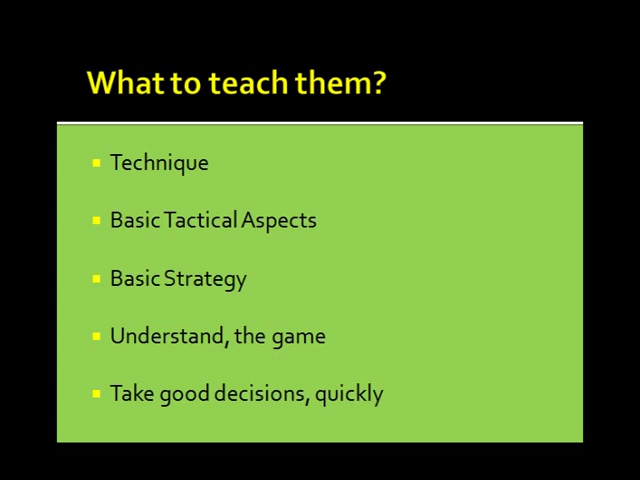 What to teach them?
Technique
Basic Tactical Aspects
Basic Strategy
Understand, the game
Take good decisions, quickly